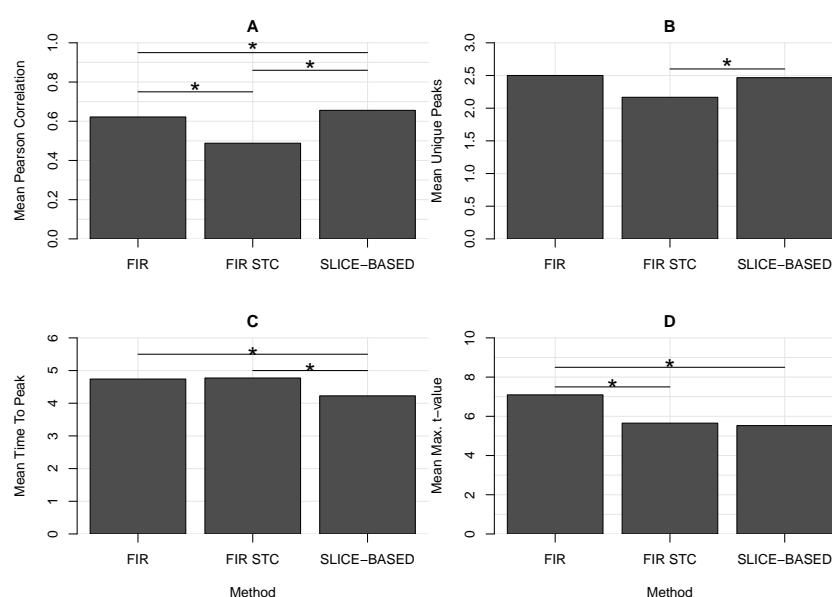 A
Mean Pearson Correlation
0.0 0.2 0.4 0.6 0.8 1.0
* * *
FIR FIR STC SLICE−BASED
B
Mean Unique Peaks
0.0 0.5 1.0 1.5 2.0 2.5 3.0
*
FIR FIR STC SLICE−BASED
C
Mean Time To Peak
0 1 2 3 4 5 6
* *
FIR FIR STC SLICE−BASED
Method
D
Mean Max. t−value
0 2 4 6 8 10
* *
FIR FIR STC SLICE−BASED
Method